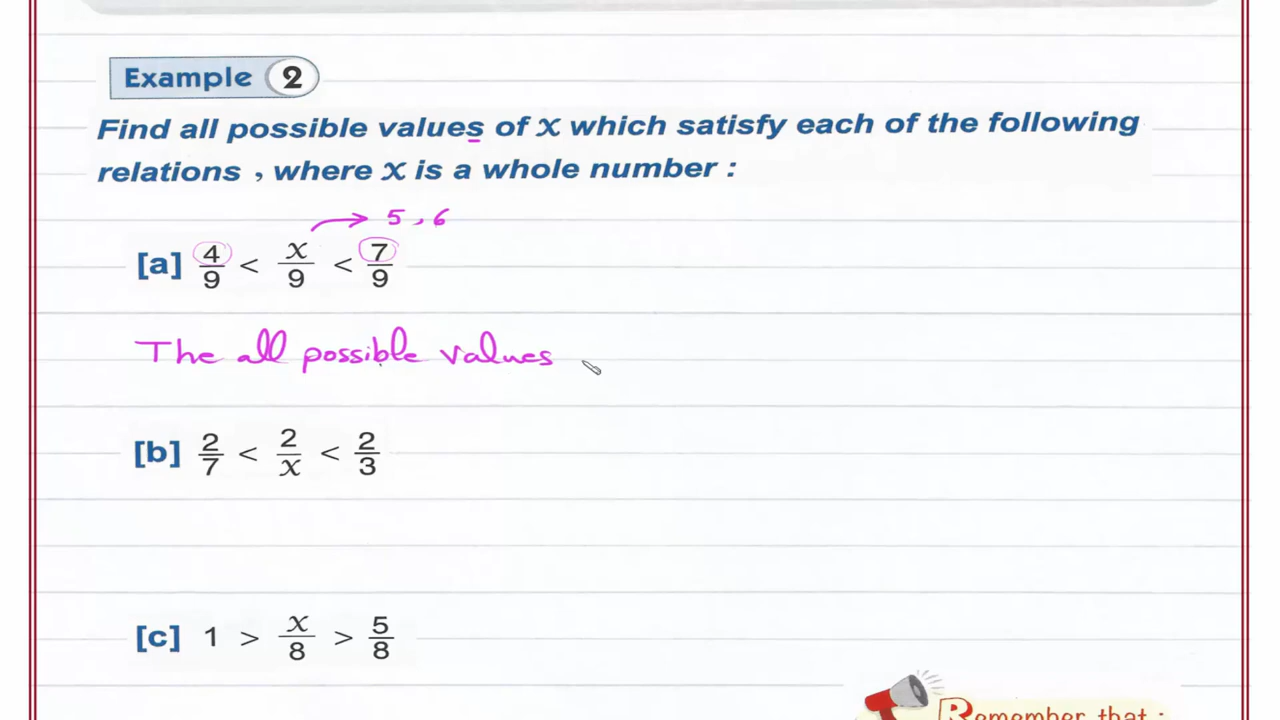 Example 2
Find all possible values of x which satisfy each of the following
relations , where x is a whole number :
5 , 6
[a] 4/9 < x/9 < 7/9
The all possible values
[b] 2/7 < 2/x < 2/3
[c] 1 > x/8 > 5/8
Remember that :